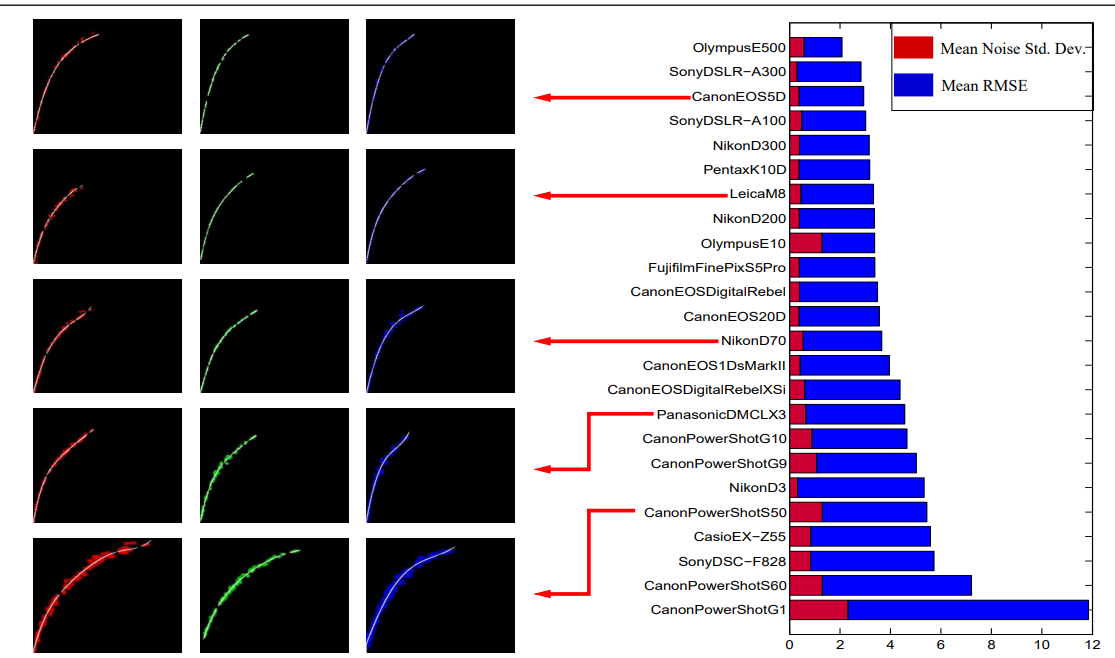 Mean Noise Std. Dev.
Mean RMSE
OlympusE500
SonyDSLR−A300
CanonEOS5D
SonyDSLR−A100
NikonD300
PentaxK10D
LeicaM8
NikonD200
OlympusE10
FujifilmFinePixS5Pro
CanonEOSDigitalRebel
CanonEOS20D
NikonD70
CanonEOS1DsMarkII
CanonEOSDigitalRebelXSi
PanasonicDMCLX3
CanonPowerShotG10
CanonPowerShotG9
NikonD3
CanonPowerShotS50
CasioEX−Z55
SonyDSC−F828
CanonPowerShotS60
CanonPowerShotG1
0 2 4 6 8 10 12